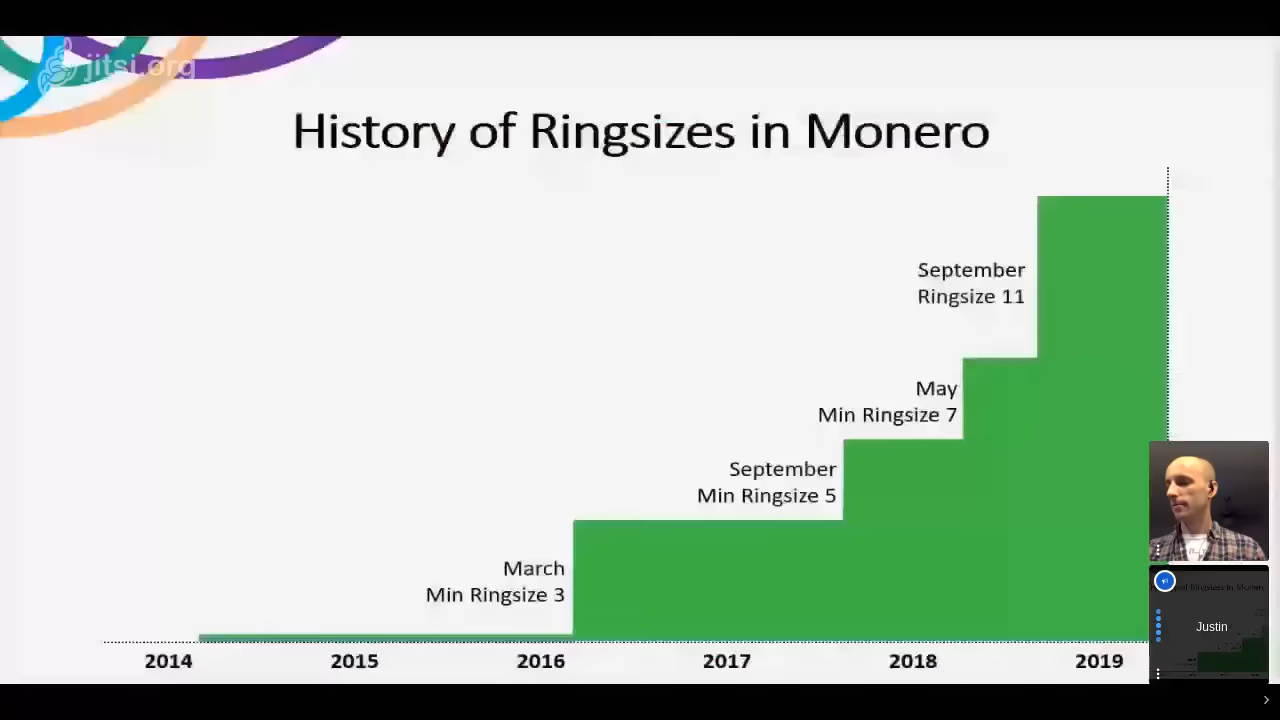 jitsi.org
History of Ringsizes in Monero
September
Ringsize 11
May
Min Ringsize 7
September
Min Ringsize 5
March
Min Ringsize 3
2014 2015 2016 2017 2018 2019
Justin